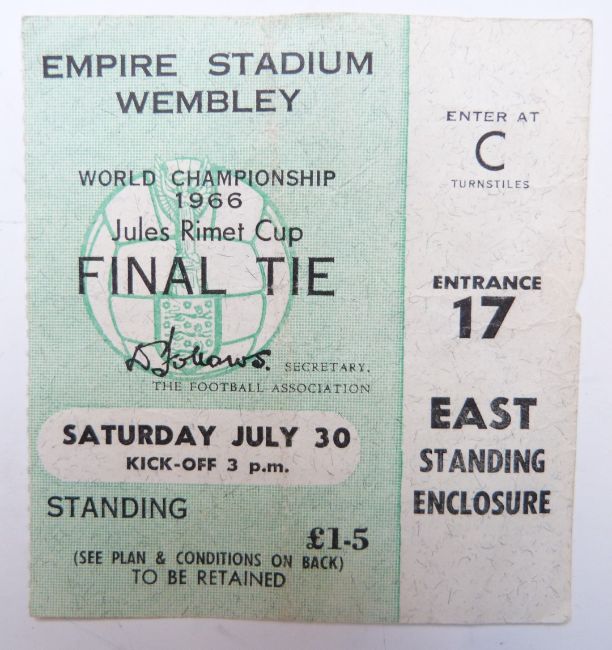 EMPIRE STADIUM
WEMBLEY
WORLD CHAMPIONSHIP
1966
Jules Rimet Cup
FINAL TIE
D Follows. SECRETARY.
THE FOOTBALL ASSOCIATION
SATURDAY JULY 30
KICK-OFF 3 p.m.
STANDING
£1-5
(SEE PLAN & CONDITIONS ON BACK)
TO BE RETAINED
ENTER AT
C
TURNSTILES
ENTRANCE
17
EAST
STANDING
ENCLOSURE